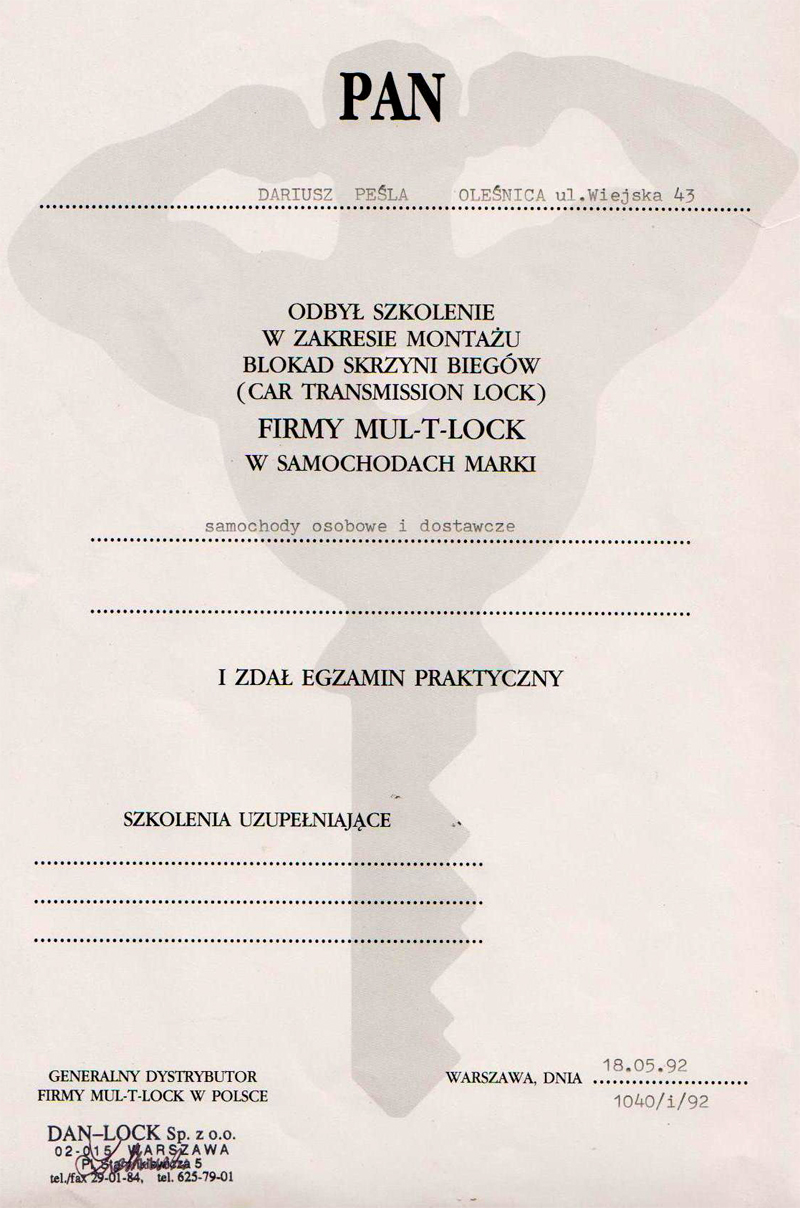 PAN
DARIUSZ PEŚLA OLEŚNICA ul.Wiejska 43
ODBYŁ SZKOLENIE
W ZAKRESIE MONTAŻU
BLOKAD SKRZYNI BIEGÓW
(CAR TRANSMISSION LOCK)
FIRMY MUL-T-LOCK
W SAMOCHODACH MARKI
samochody osobowe i dostawcze
I ZDAŁ EGZAMIN PRAKTYCZNY
SZKOLENIA UZUPEŁNIAJĄCE
GENERALNY DYSTRYBUTOR
FIRMY MUL-T-LOCK W POLSCE
WARSZAWA, DNIA 18.05.92
1040/i/92
DAN-LOCK Sp. z o.o.
02-015 WARSZAWA
Pl. 5
tel./fax 29-01-84, tel. 625-79-01